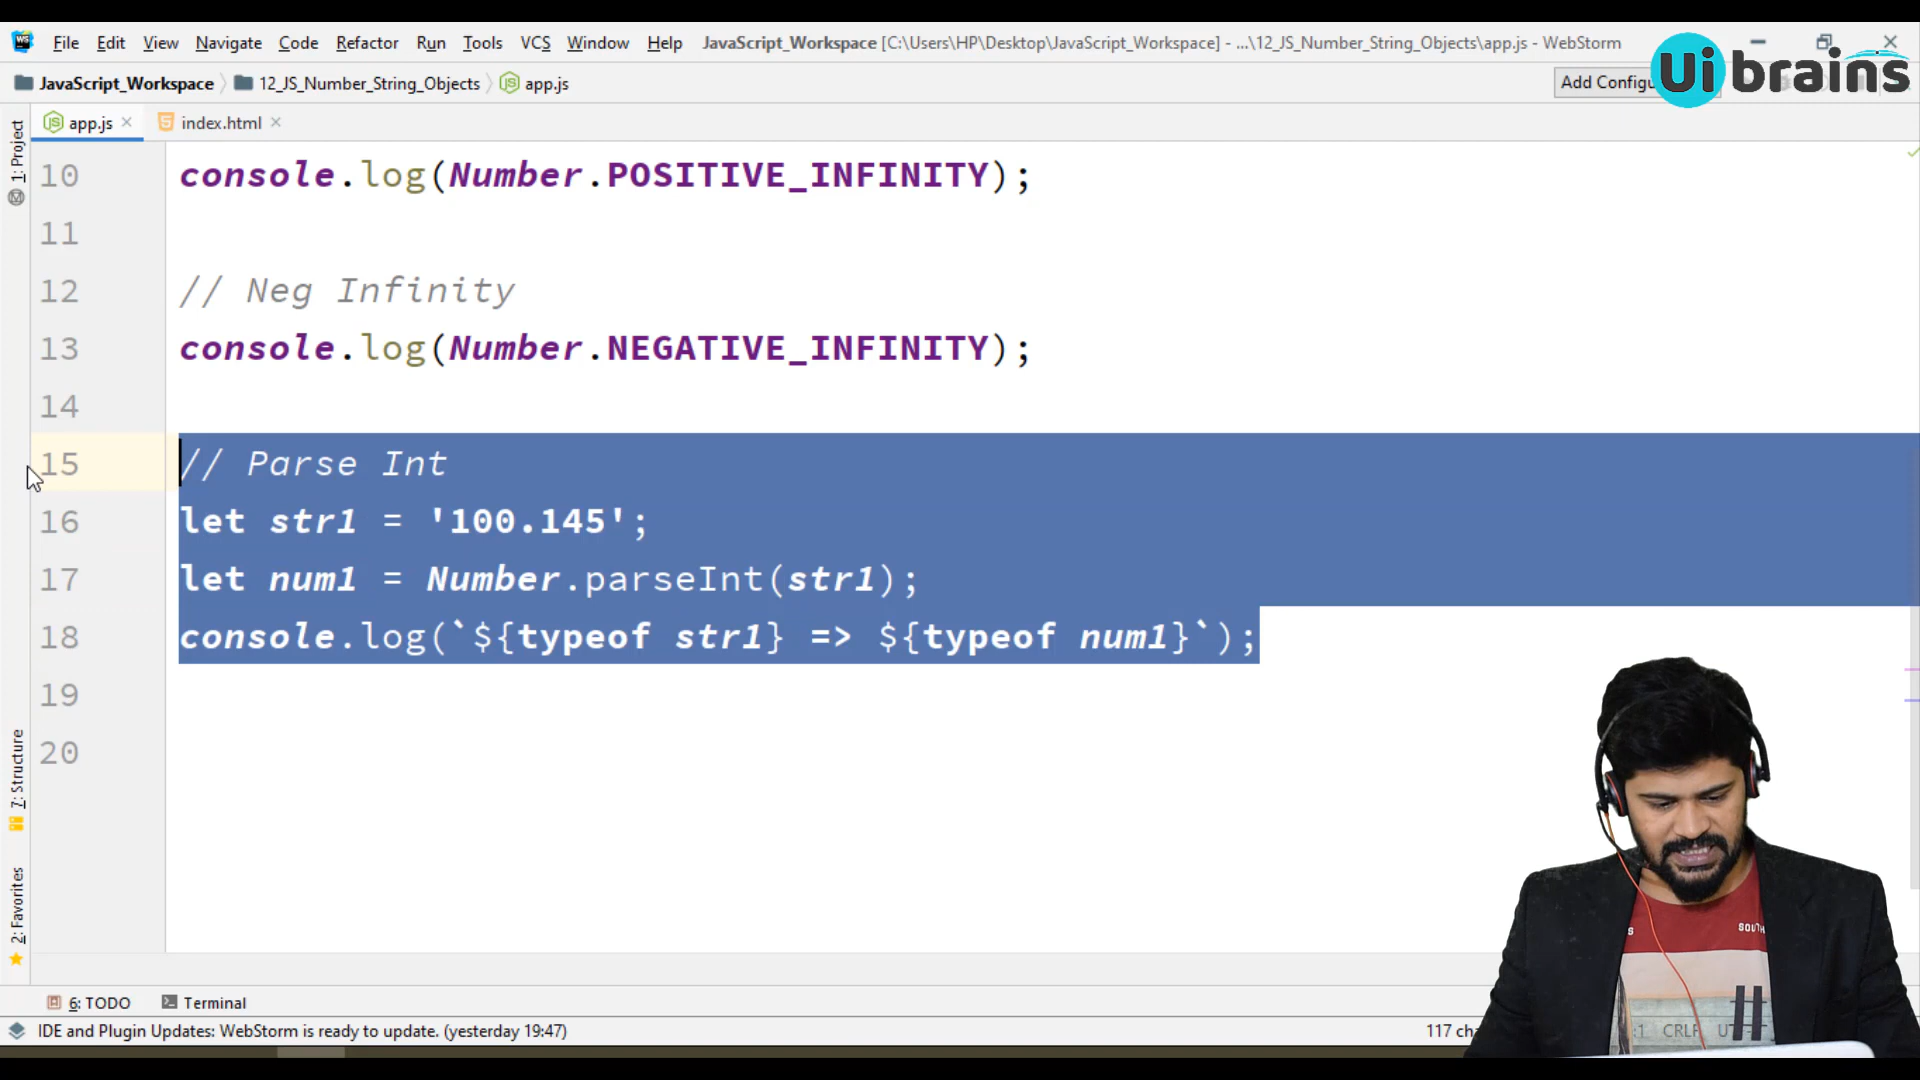 File Edit View Navigate Code Refactor Run Tools VCS Window Help JavaScript_Workspace [C:\Users\HP\Desktop\JavaScript_Workspace] - ...\12_JS_Number_String_Objects\app.js - WebStorm
Ui brains
JavaScript_Workspace 12_JS_Number_String_Objects app.js Add Configu
app.js index.html
1: Project
10 console.log(Number.POSITIVE_INFINITY);
11
12 // Neg Infinity
13 console.log(Number.NEGATIVE_INFINITY);
14
15 // Parse Int
16 let str1 = '100.145';
17 let num1 = Number.parseInt(str1);
18 console.log(`${typeof str1} => ${typeof num1}`);
19
20
7: Structure
2: Favorites
6: TODO Terminal
IDE and Plugin Updates: WebStorm is ready to update. (yesterday 19:47) 117 cha :1 CRLF